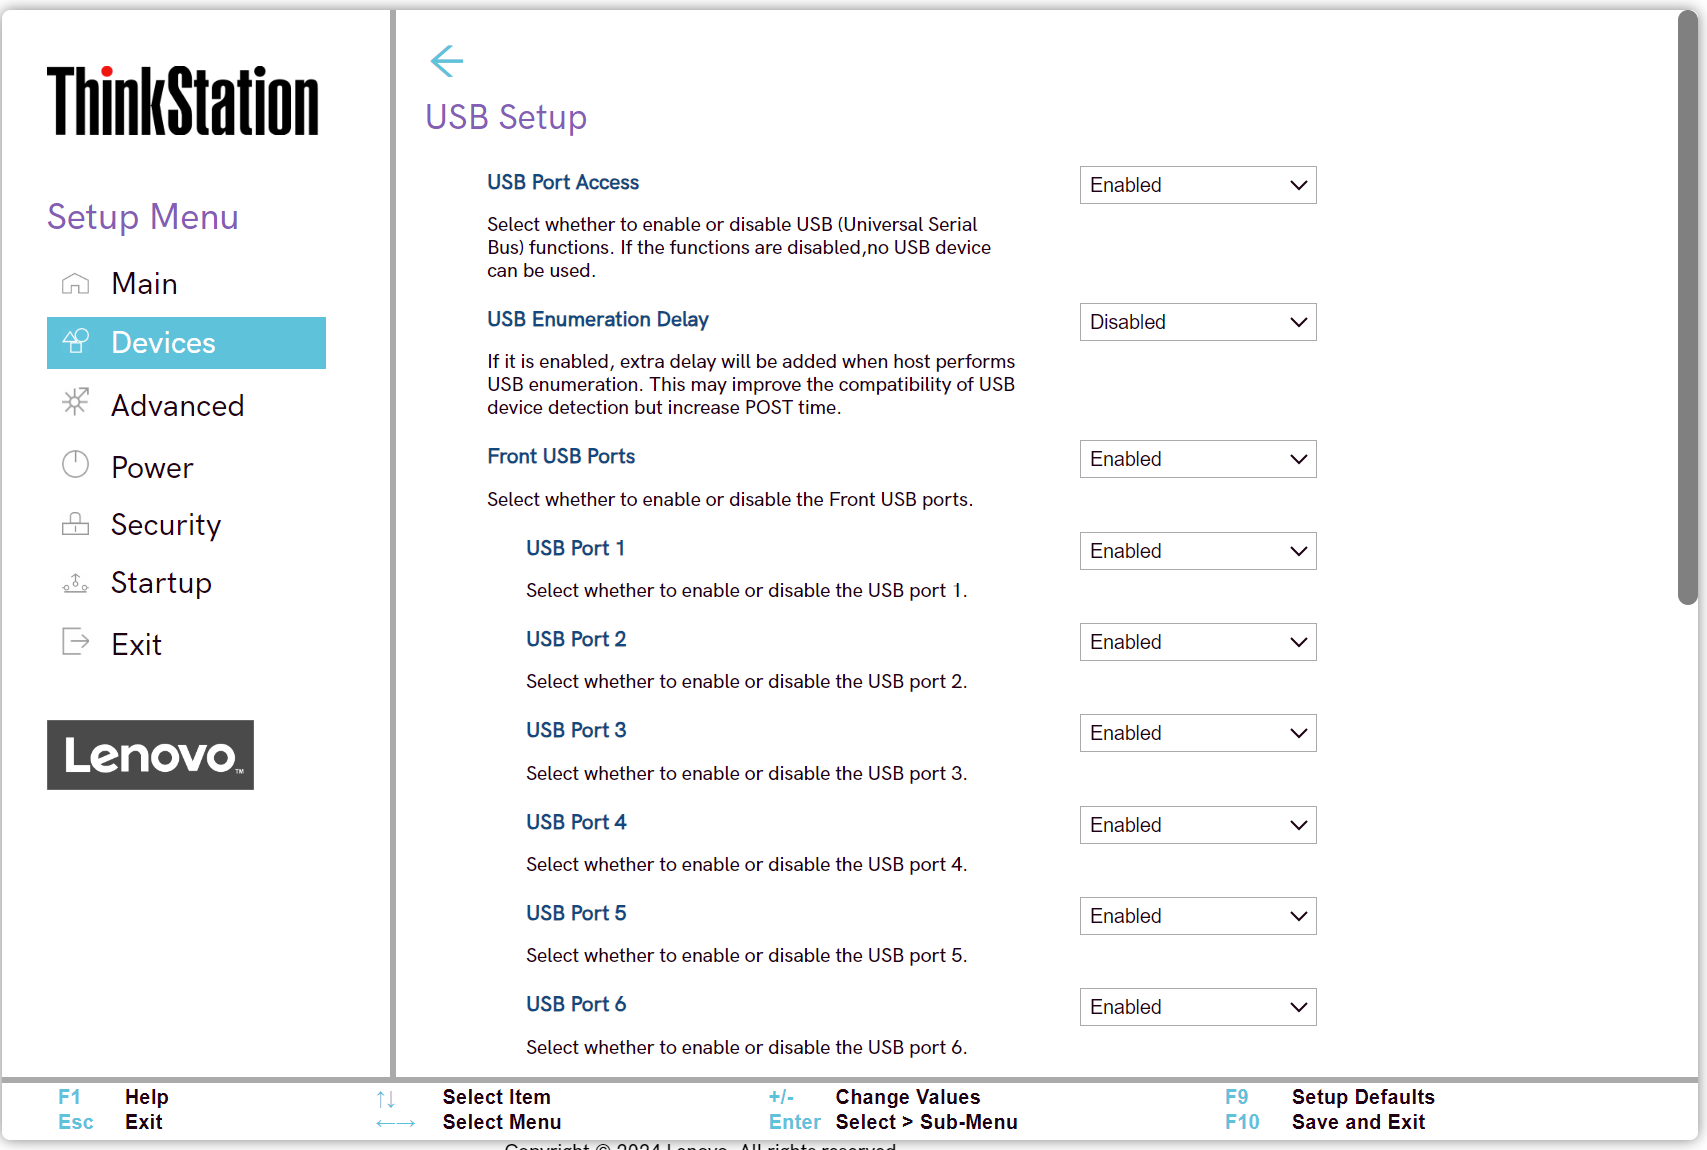 ThinkStation
Setup Menu
Main
Devices
Advanced
Power
Security
Startup
Exit
Lenovo™
USB Setup
USB Port Access
Enabled
Select whether to enable or disable USB (Universal Serial
Bus) functions. If the functions are disabled,no USB device
can be used.
USB Enumeration Delay
Disabled
If it is enabled, extra delay will be added when host performs
USB enumeration. This may improve the compatibility of USB
device detection but increase POST time.
Front USB Ports
Enabled
Select whether to enable or disable the Front USB ports.
USB Port 1
Enabled
Select whether to enable or disable the USB port 1.
USB Port 2
Enabled
Select whether to enable or disable the USB port 2.
USB Port 3
Enabled
Select whether to enable or disable the USB port 3.
USB Port 4
Enabled
Select whether to enable or disable the USB port 4.
USB Port 5
Enabled
Select whether to enable or disable the USB port 5.
USB Port 6
Enabled
Select whether to enable or disable the USB port 6.
F1 Help ↑↓ Select Item +/- Change Values F9 Setup Defaults
Esc Exit ←→ Select Menu Enter Select > Sub-Menu F10 Save and Exit
Copyright © 2024 Lenovo. All rights reserved.